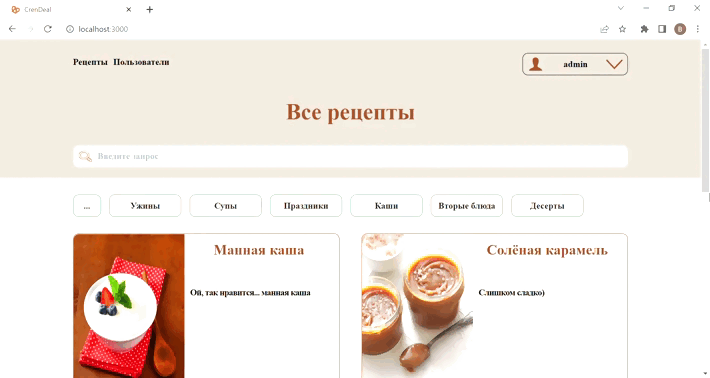 CrenDeal
localhost:3000
B
Рецепты Пользователи
admin
Все рецепты
Введите запрос
...
Ужины
Супы
Праздники
Каши
Вторые блюда
Десерты
Манная каша
Солёная карамель
Ой, так нравится... манная каша
Слишком сладко)